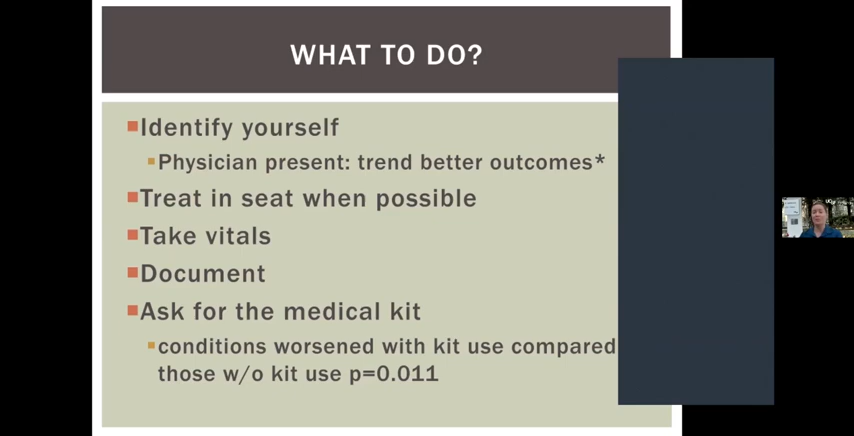 WHAT TO DO?
Identify yourself
Physician present: trend better outcomes*
Treat in seat when possible
Take vitals
Document
Ask for the medical kit
conditions worsened with kit use compared
those w/o kit use p=0.011